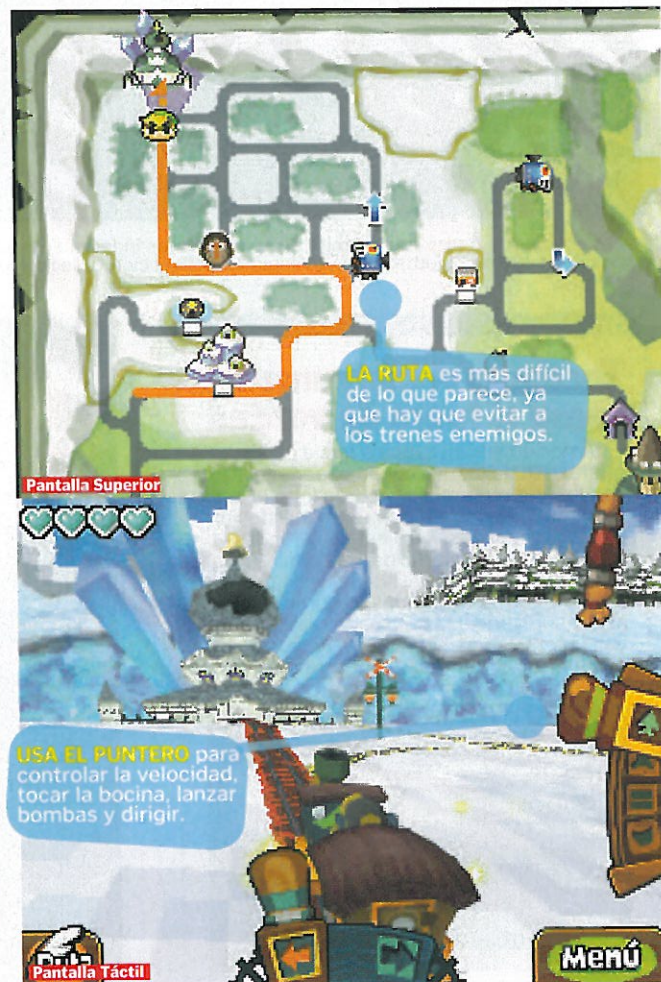 LA RUTA es más difícil
de lo que parece, ya
que hay que evitar a
los trenes enemigos.
Pantalla Superior
USA EL PUNTERO para
controlar la velocidad,
tocar la bocina, lanzar
bombas y dirigir.
Ruta
Pantalla Táctil
Menú